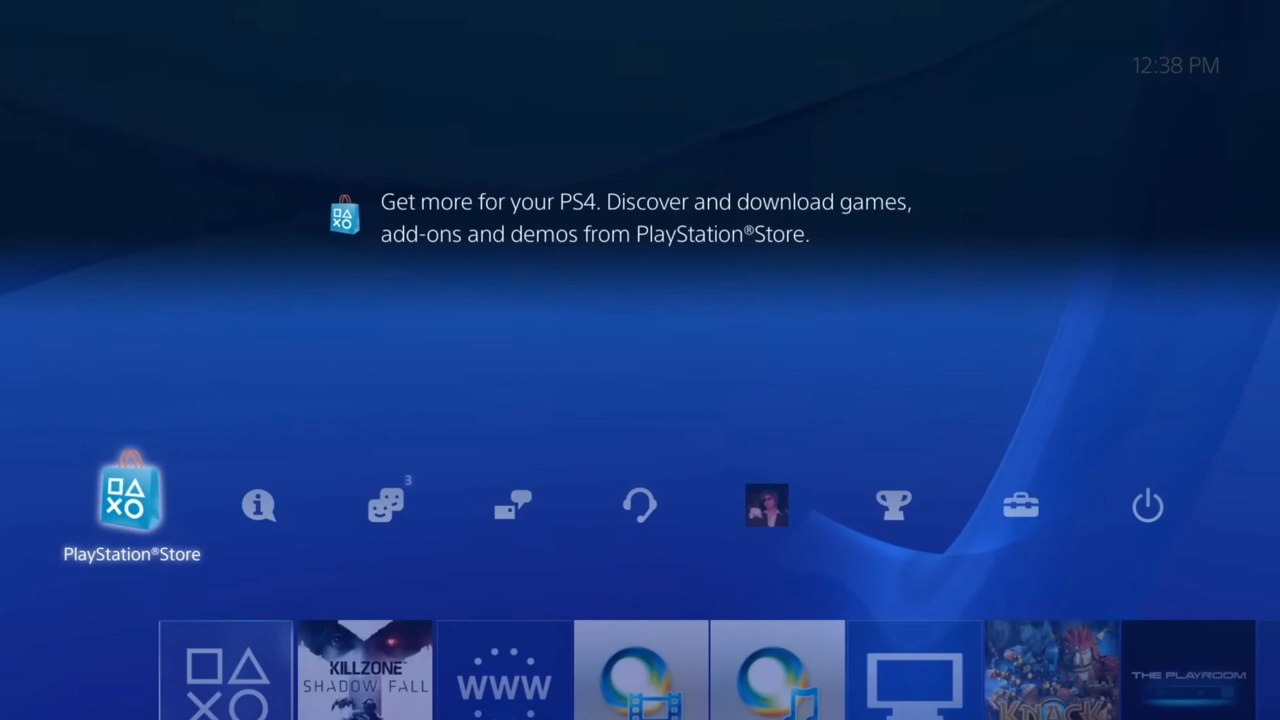 12:38 PM
Get more for your PS4. Discover and download games,
add-ons and demos from PlayStation®Store.
3
PlayStation®Store
KILLZONE
SHADOW FALL
WWW
KNACK
THE PLAYROOM